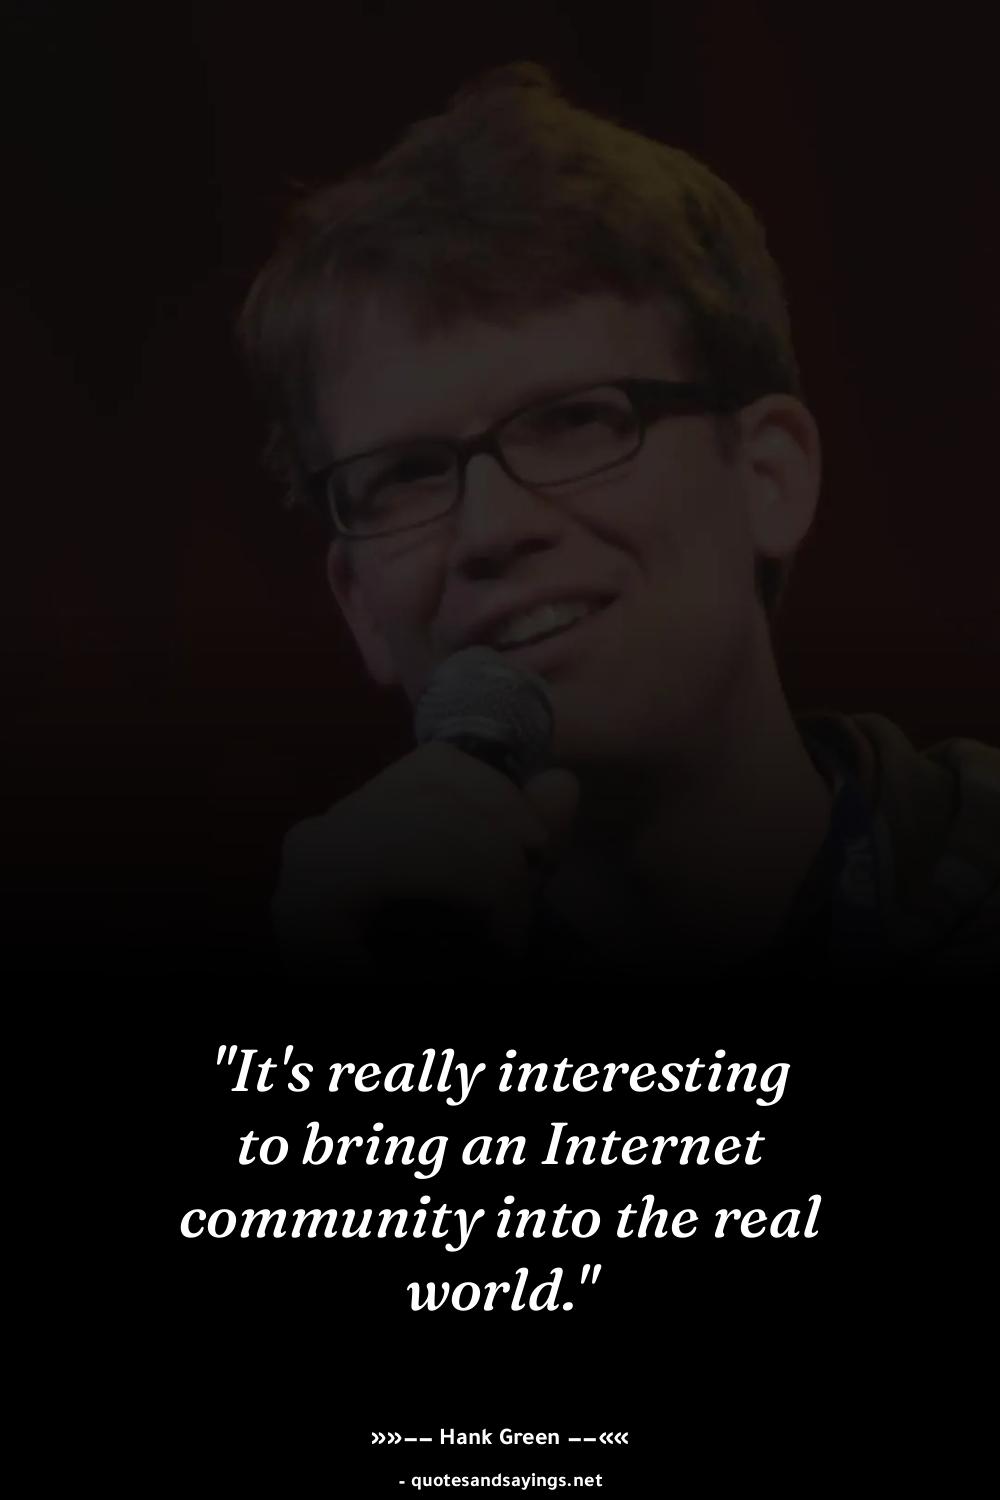 "It's really interesting
to bring an Internet
community into the real
world."
»»−− Hank Green −−««
- quotesandsayings.net